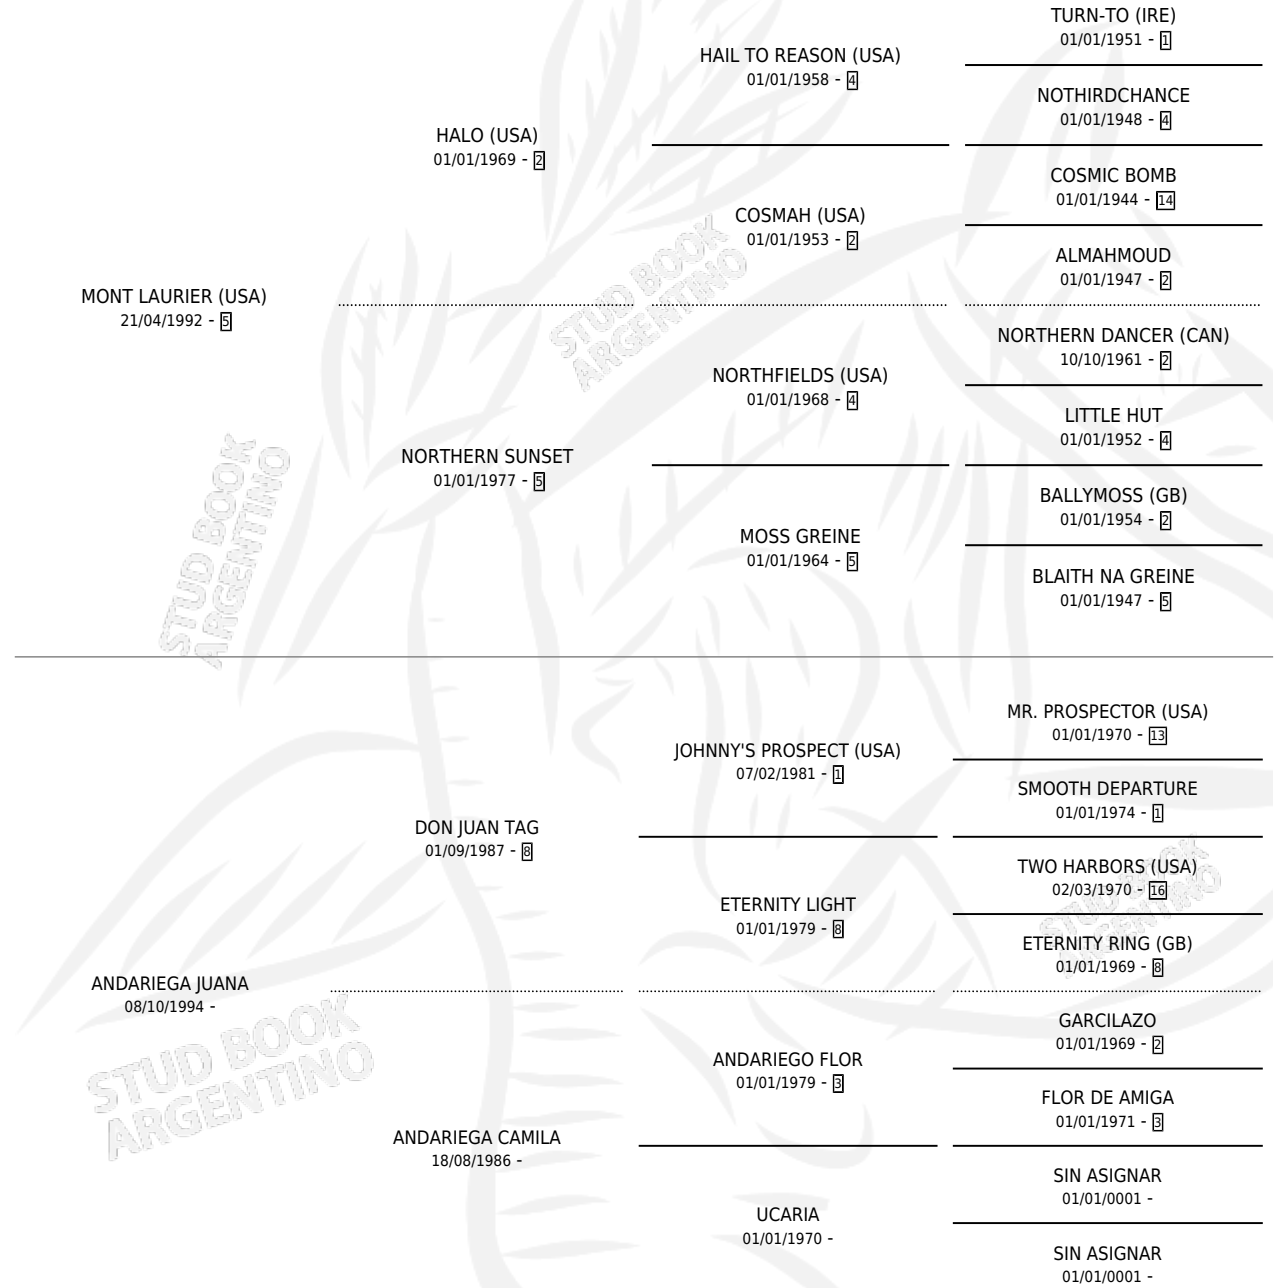 TURN-TO (IRE)
01/01/1951 - 1
HAIL TO REASON (USA)
01/01/1958 - 4
NOTHIRDCHANCE
01/01/1948 - 4
HALO (USA)
01/01/1969 - 2
COSMIC BOMB
01/01/1944 - 14
COSMAH (USA)
01/01/1953 - 2
ALMAHMOUD
01/01/1947 - 2
MONT LAURIER (USA)
21/04/1992 - 5
NORTHERN DANCER (CAN)
10/10/1961 - 2
NORTHFIELDS (USA)
01/01/1968 - 4
LITTLE HUT
01/01/1952 - 4
NORTHERN SUNSET
01/01/1977 - 5
BALLYMOSS (GB)
01/01/1954 - 2
MOSS GREINE
01/01/1964 - 5
BLAITH NA GREINE
01/01/1947 - 5
MR. PROSPECTOR (USA)
01/01/1970 - 13
JOHNNY'S PROSPECT (USA)
07/02/1981 - 1
SMOOTH DEPARTURE
01/01/1974 - 1
DON JUAN TAG
01/09/1987 - 8
TWO HARBORS (USA)
02/03/1970 - 16
ETERNITY LIGHT
01/01/1979 - 8
ETERNITY RING (GB)
01/01/1969 - 8
ANDARIEGA JUANA
08/10/1994 -
GARCILAZO
01/01/1969 - 2
ANDARIEGO FLOR
01/01/1979 - 3
FLOR DE AMIGA
01/01/1971 - 3
ANDARIEGA CAMILA
18/08/1986 -
SIN ASIGNAR
01/01/0001 -
UCARIA
01/01/1970 -
SIN ASIGNAR
01/01/0001 -
STUD BOOK
ARGENTINO
STUD BOOK
ARGENTINO
STUD BOOK
ARGENTINO
STUD BOOK
ARGENTINO